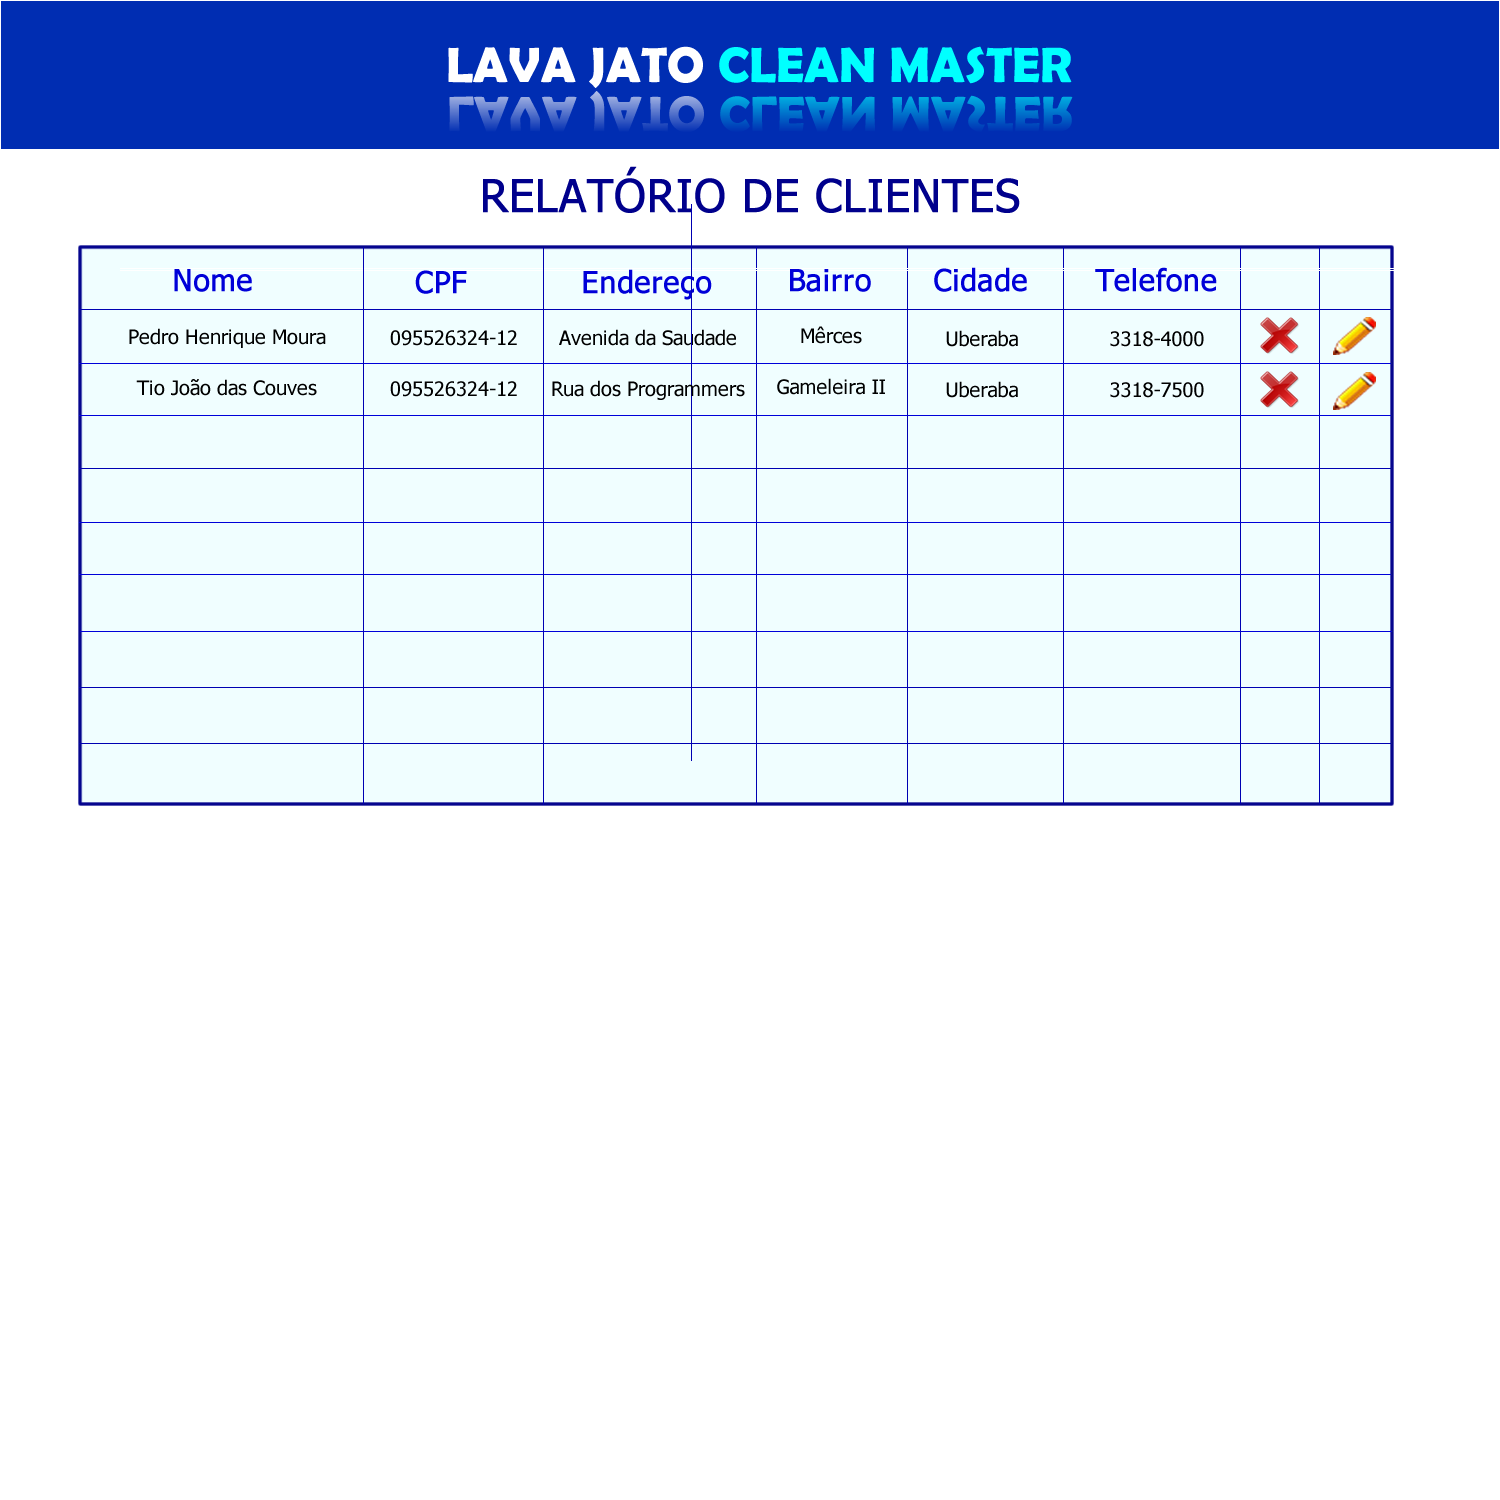 LAVA JATO CLEAN MASTER
RELATÓRIO DE CLIENTES
Nome CPF Endereço Bairro Cidade Telefone
Pedro Henrique Moura 095526324-12 Avenida da Saudade Mêrces Uberaba 3318-4000
Tio João das Couves 095526324-12 Rua dos Programmers Gameleira II Uberaba 3318-7500